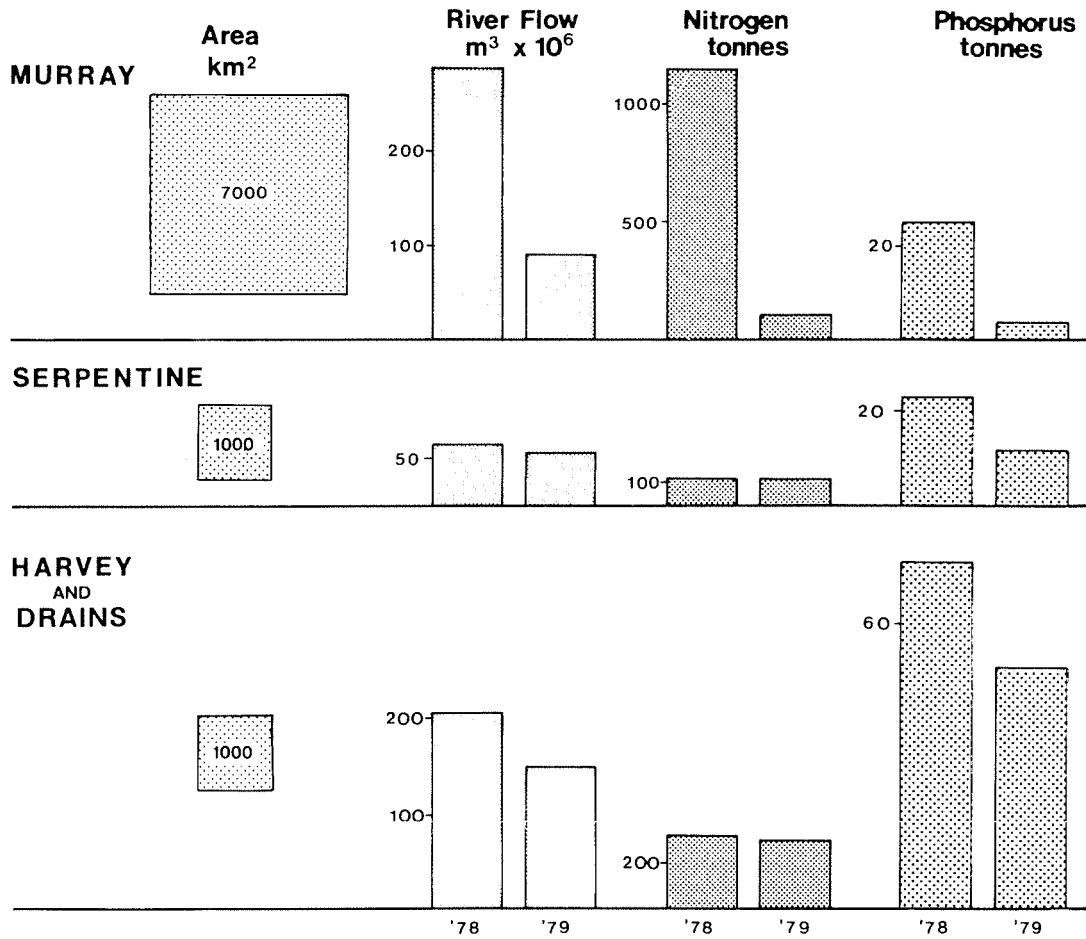 Area
km²
River Flow
m³ x 10⁶
Nitrogen
tonnes
Phosphorus
tonnes
MURRAY
7000
200
100
1000
500
20
SERPENTINE
1000
50
100
20
HARVEY
AND
DRAINS
1000
200
100
200
60
'78 '79 '78 '79 '78 '79